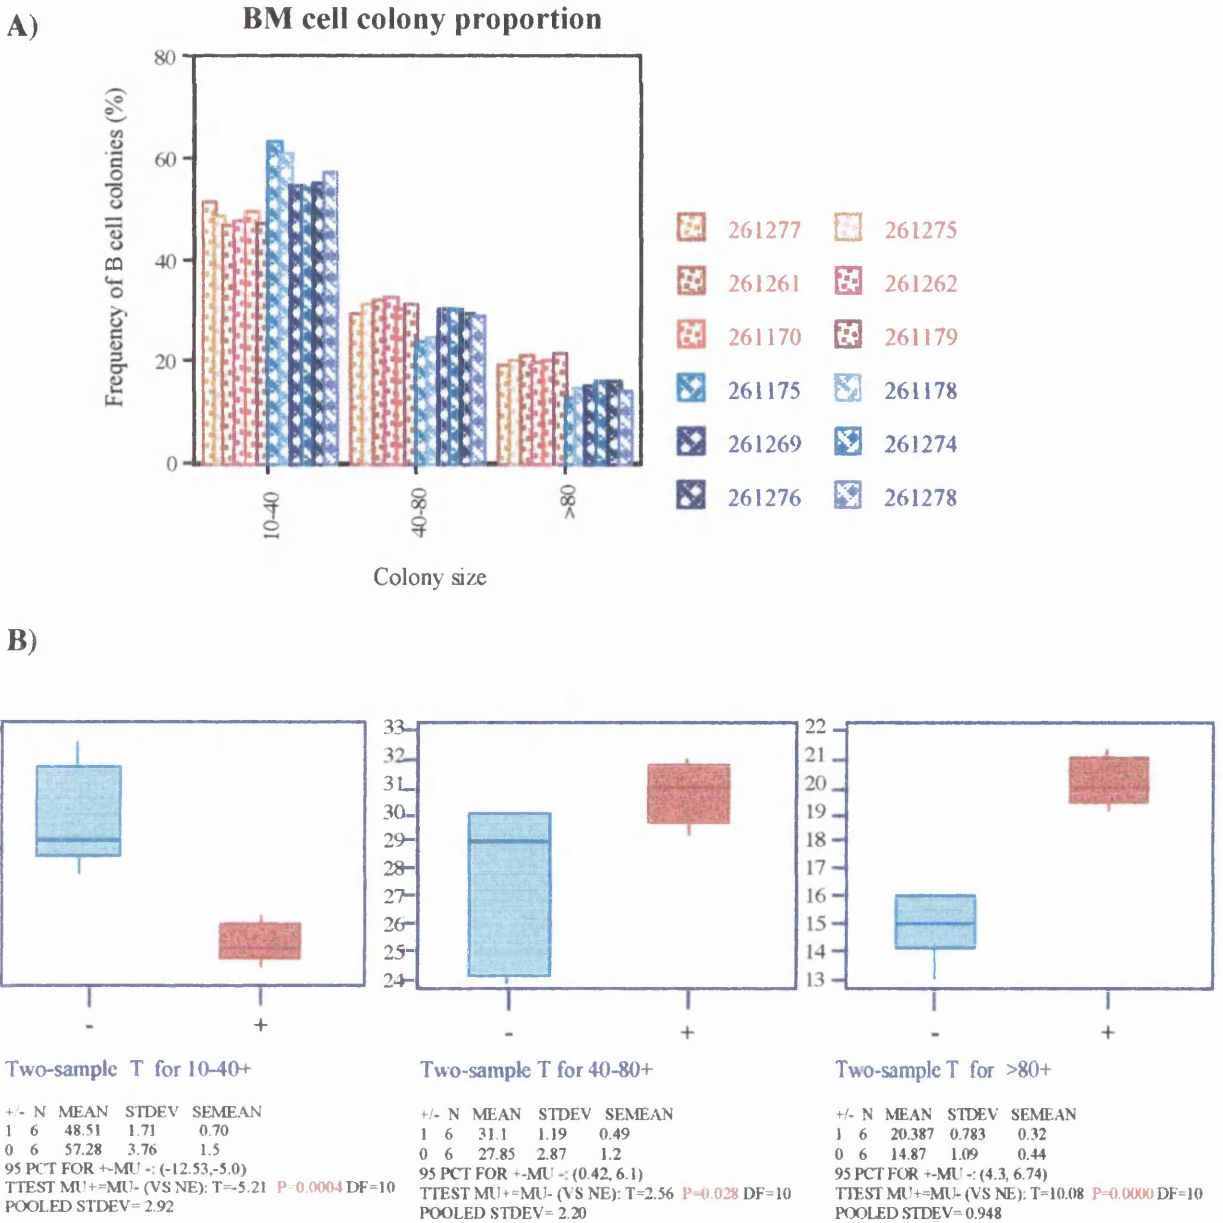 A)
BM cell colony proportion
Frequency of B cell colonies (%)
80
60
40
20
0
10-40
40-80
>80
Colony size
261277 261275
261261 261262
261170 261179
261175 261178
261269 261274
261276 261278
B)
33
32
31
30
29
28
27
26
25
24
22
21
20
19
18
17
16
15
14
13
- +
- +
- +
Two-sample T for 10-40+
+/- N MEAN STDEV SEMEAN
1 6 48.51 1.71 0.70
0 6 57.28 3.76 1.5
95 PCT FOR +-MU -: (-12.53,-5.0)
TTEST MU+=MU- (VS NE): T=-5.21 P=0.0004 DF=10
POOLED STDEV= 2.92
Two-sample T for 40-80+
+/- N MEAN STDEV SEMEAN
1 6 31.1 1.19 0.49
0 6 27.85 2.87 1.2
95 PCT FOR +-MU -: (0.42, 6.1)
TTEST MU+=MU- (VS NE): T=2.56 P=0.028 DF=10
POOLED STDEV= 2.20
Two-sample T for >80+
+/- N MEAN STDEV SEMEAN
1 6 20.387 0.783 0.32
0 6 14.87 1.09 0.44
95 PCT FOR +-MU -: (4.3, 6.74)
TTEST MU+=MU- (VS NE): T=10.08 P=0.0000 DF=10
POOLED STDEV= 0.948